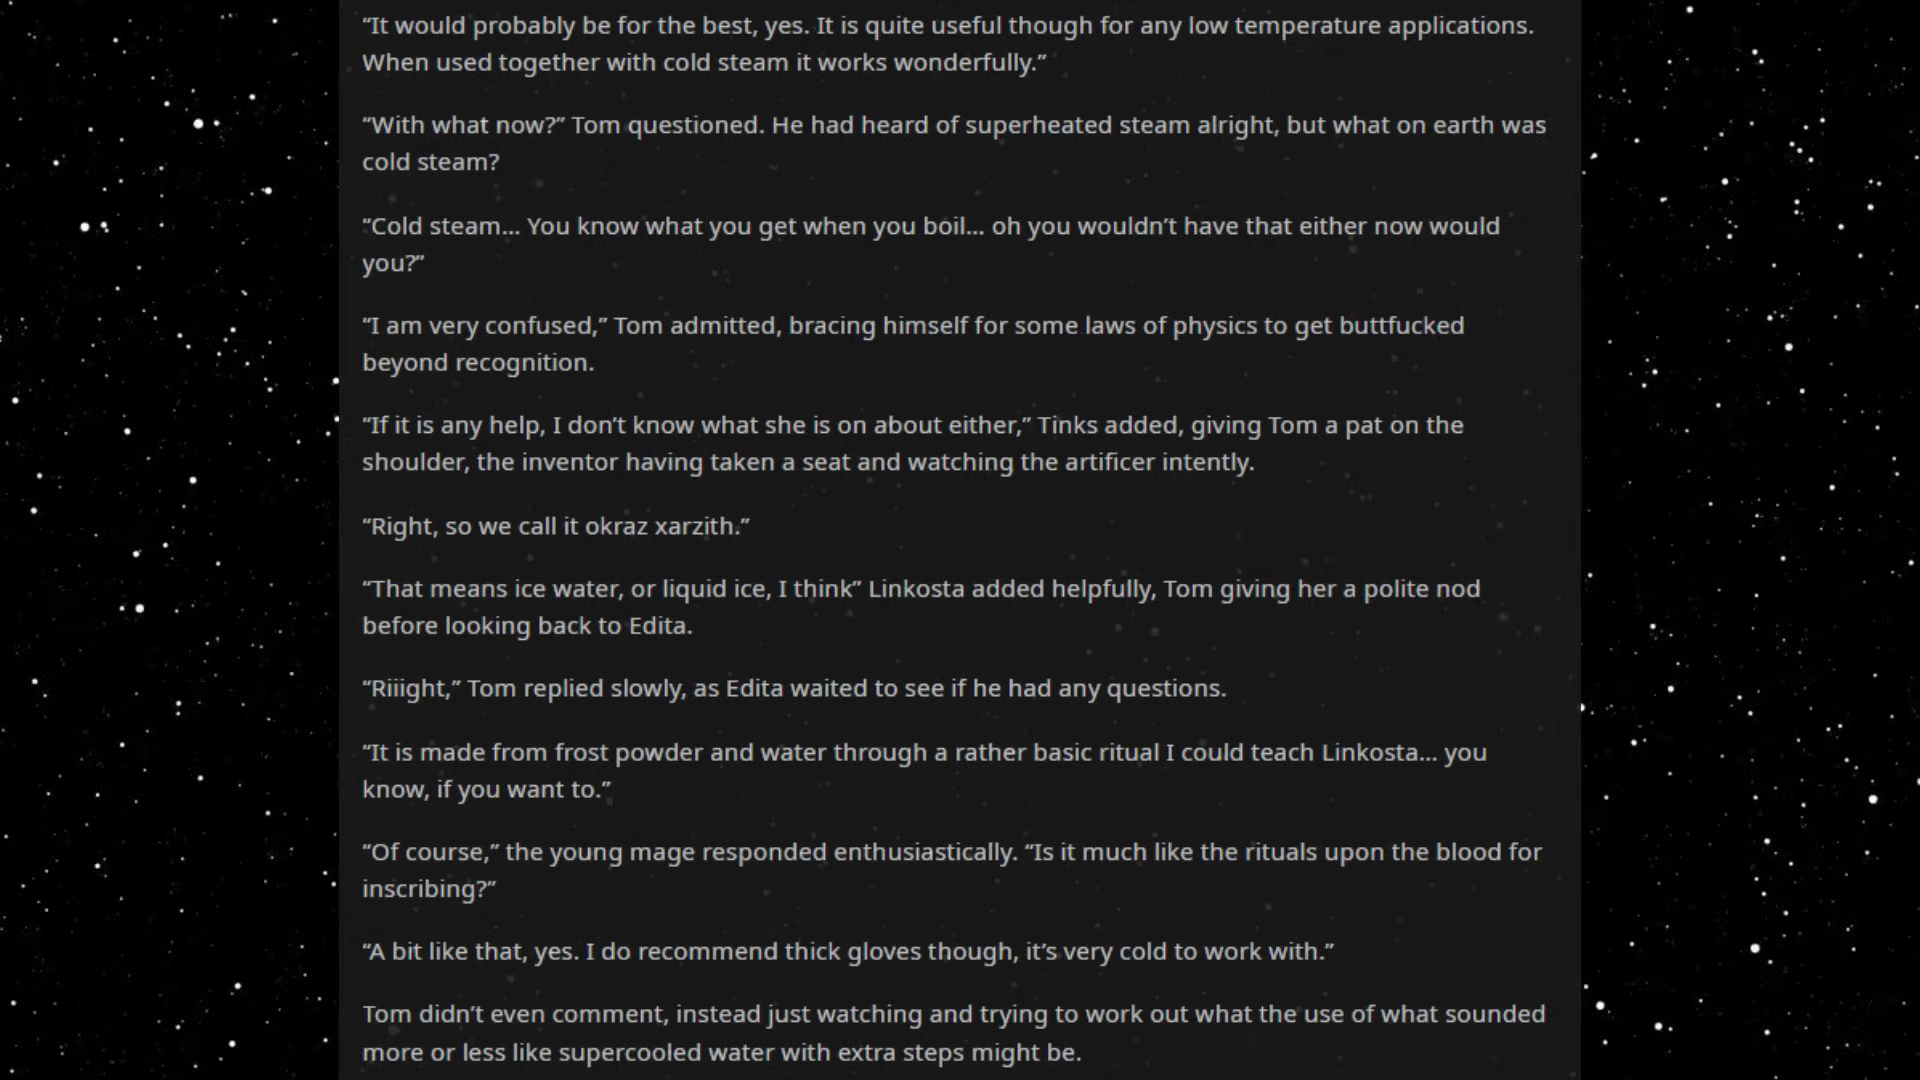 “It would probably be for the best, yes. It is quite useful though for any low temperature applications.
When used together with cold steam it works wonderfully.”
“With what now?” Tom questioned. He had heard of superheated steam alright, but what on earth was
cold steam?
“Cold steam… You know what you get when you boil… oh you wouldn’t have that either now would
you?”
“I am very confused,” Tom admitted, bracing himself for some laws of physics to get buttfucked
beyond recognition.
“If it is any help, I don’t know what she is on about either,” Tinks added, giving Tom a pat on the
shoulder, the inventor having taken a seat and watching the artificer intently.
“Right, so we call it okraz xarzith.”
“That means ice water, or liquid ice, I think” Linkosta added helpfully, Tom giving her a polite nod
before looking back to Edita.
“Riiight,” Tom replied slowly, as Edita waited to see if he had any questions.
“It is made from frost powder and water through a rather basic ritual I could teach Linkosta… you
know, if you want to.”
“Of course,” the young mage responded enthusiastically. “Is it much like the rituals upon the blood for
inscribing?”
“A bit like that, yes. I do recommend thick gloves though, it’s very cold to work with.”
Tom didn’t even comment, instead just watching and trying to work out what the use of what sounded
more or less like supercooled water with extra steps might be.